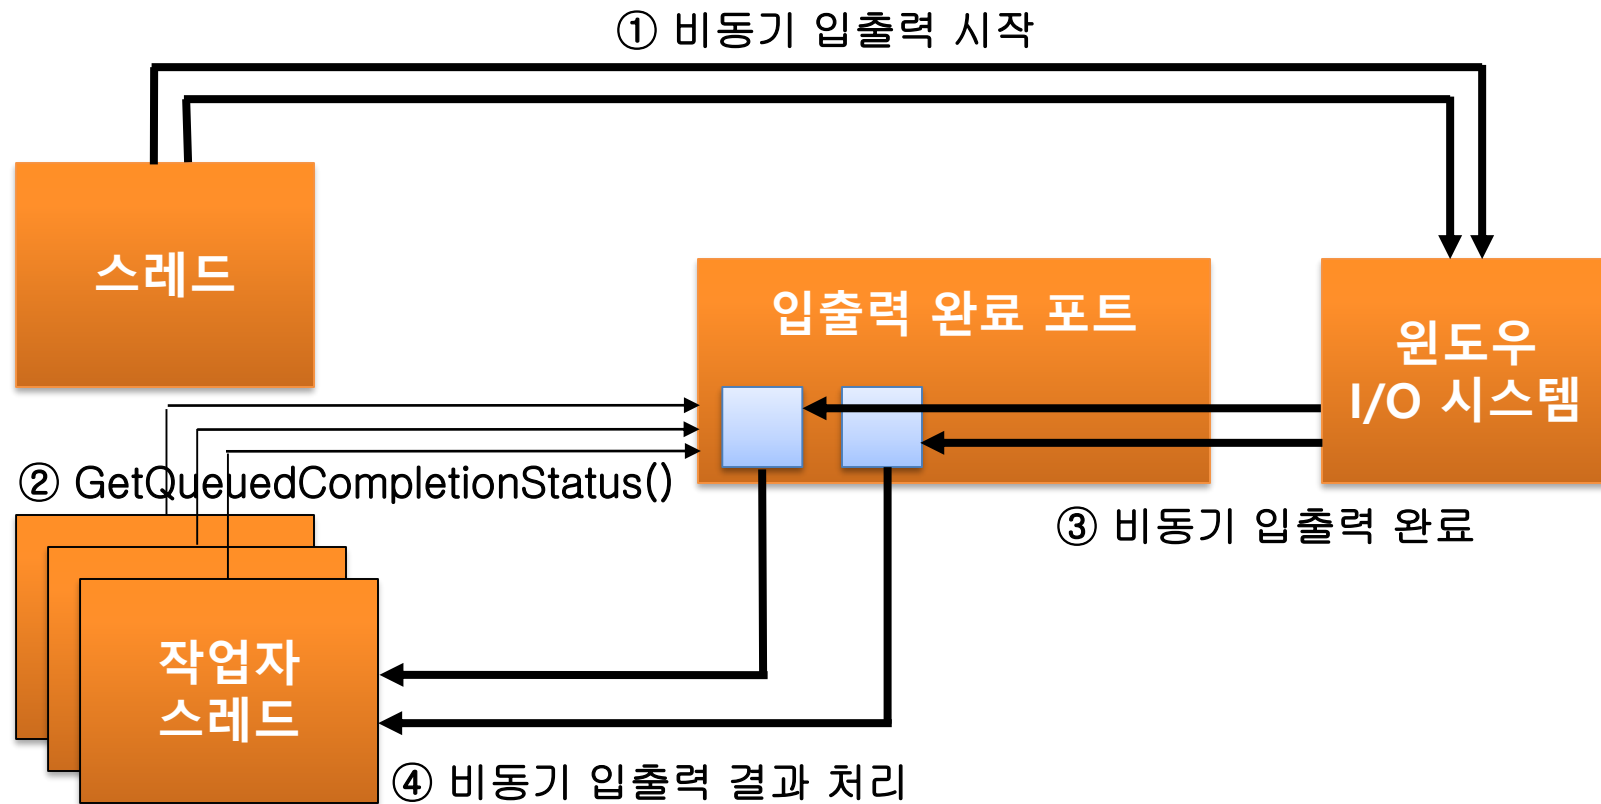 ① 비동기 입출력 시작
스레드
입출력 완료 포트
윈도우
I/O 시스템
② GetQueuedCompletionStatus()
③ 비동기 입출력 완료
작업자
스레드
④ 비동기 입출력 결과 처리